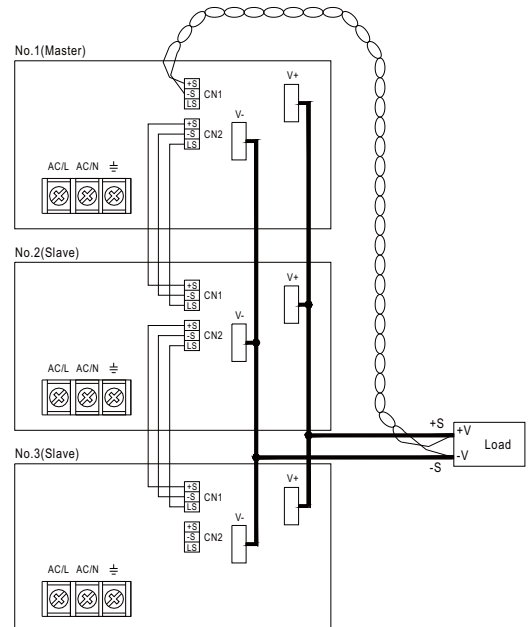 No.1(Master)
+S
-S
LS
CN1
V+
+S
-S
LS
CN2
V-
AC/L AC/N
No.2(Slave)
+S
-S
LS
CN1
V+
+S
-S
LS
CN2
V-
AC/L AC/N
+S
+V
-V
-S
Load
No.3(Slave)
+S
-S
LS
CN1
V+
+S
-S
LS
CN2
V-
AC/L AC/N